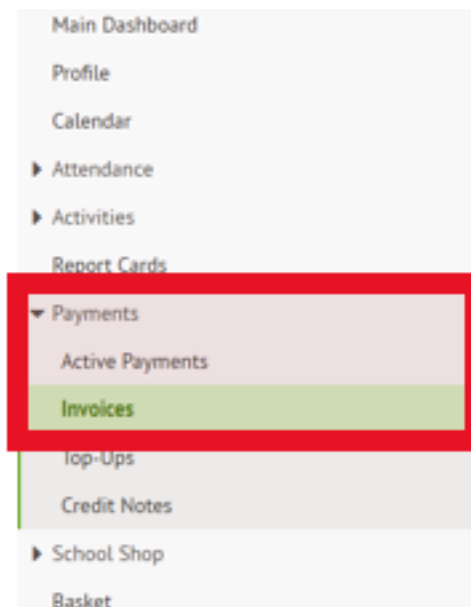 Main Dashboard
Profile
Calendar
Attendance
Activities
Report Cards
Payments
Active Payments
Invoices
Top-Ups
Credit Notes
School Shop
Basket